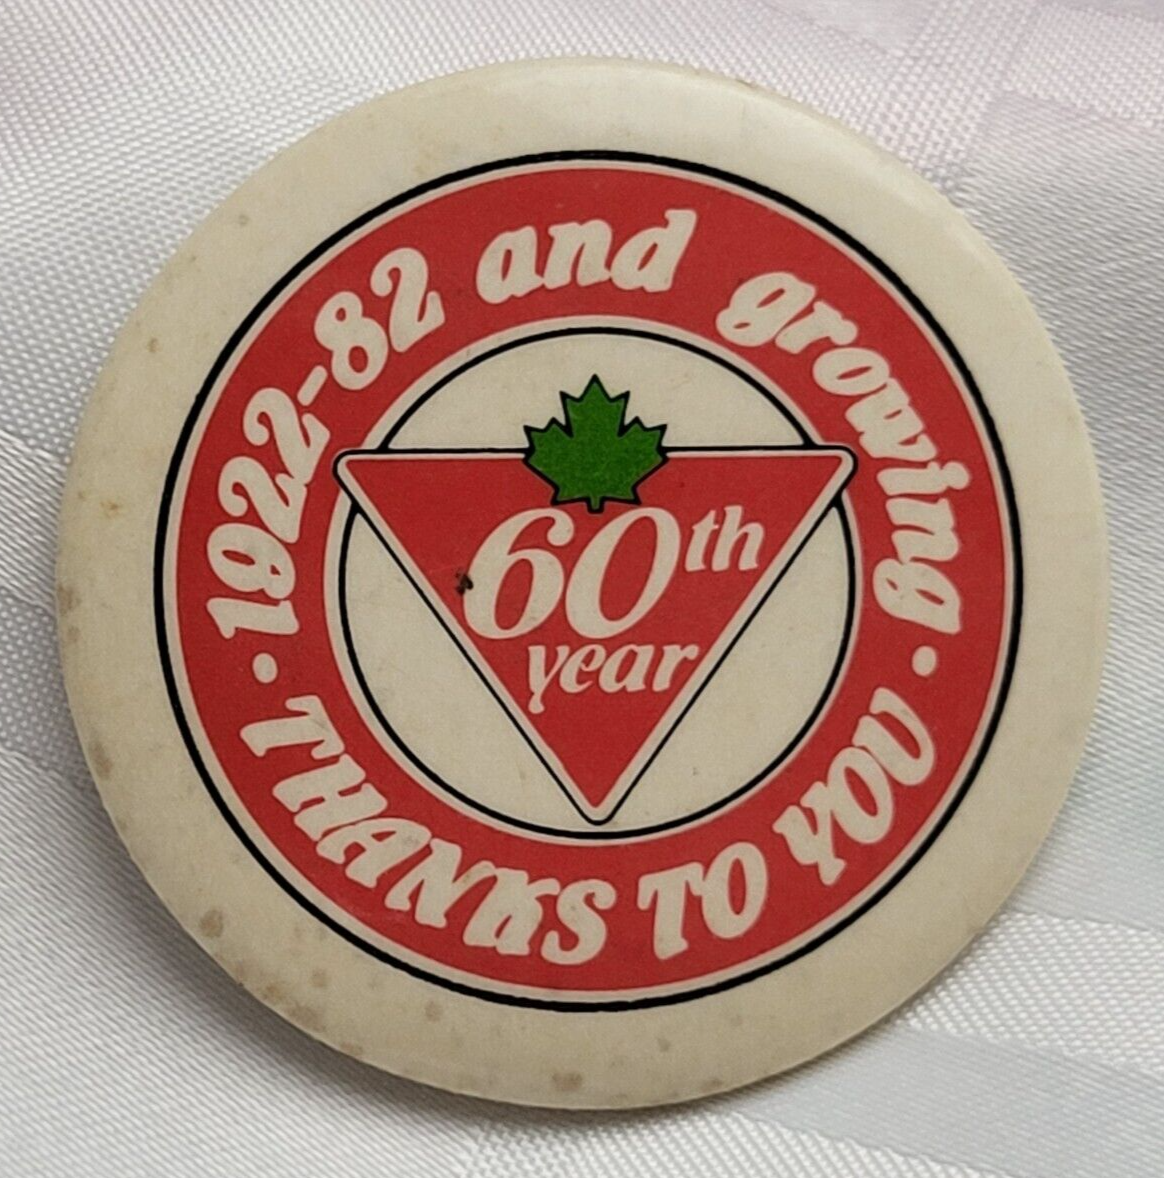 1922-82 and growing
60th
year
• THANKS TO YOU •